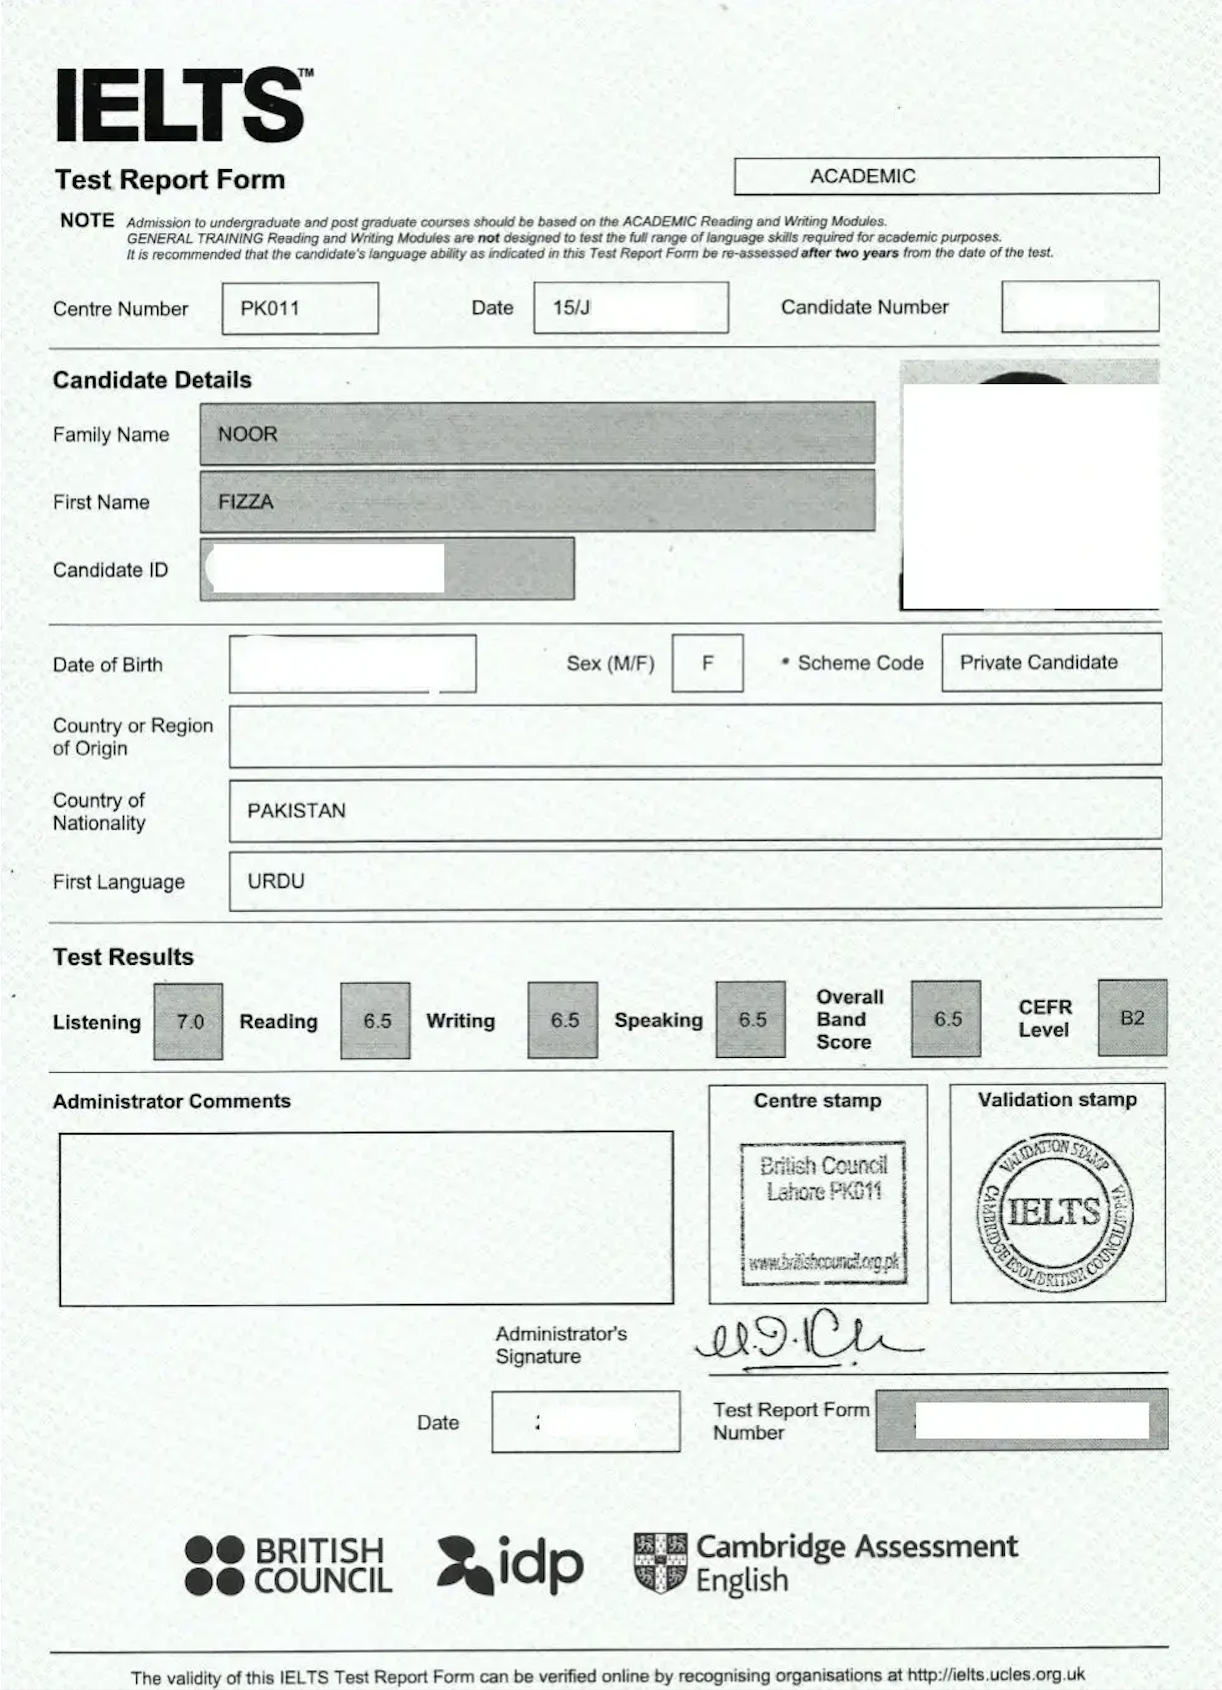 IELTS™
Test Report Form
ACADEMIC
NOTE Admission to undergraduate and post graduate courses should be based on the ACADEMIC Reading and Writing Modules.
GENERAL TRAINING Reading and Writing Modules are not designed to test the full range of language skills required for academic purposes.
It is recommended that the candidate's language ability as indicated in this Test Report Form be re-assessed after two years from the date of the test.
Centre Number PK011 Date 15/J Candidate Number
Candidate Details
Family Name NOOR
First Name FIZZA
Candidate ID
Date of Birth Sex (M/F) F * Scheme Code Private Candidate
Country or Region
of Origin
Country of
Nationality
PAKISTAN
First Language URDU
Test Results
Listening 7.0 Reading 6.5 Writing 6.5 Speaking 6.5
Overall
Band
Score
6.5
CEFR
Level
B2
Administrator Comments
Centre stamp
British Council
Lahore PK011
www.britishcouncil.org.pk
Validation stamp
VALIDATION STAMP
IELTS
CAMBRIDGE ESOL/BRITISH COUNCIL/IDP:IELTS
Administrator's
Signature
Date
Test Report Form
Number
BRITISH
COUNCIL
idp
Cambridge Assessment
English
The validity of this IELTS Test Report Form can be verified online by recognising organisations at http://ielts.ucles.org.uk